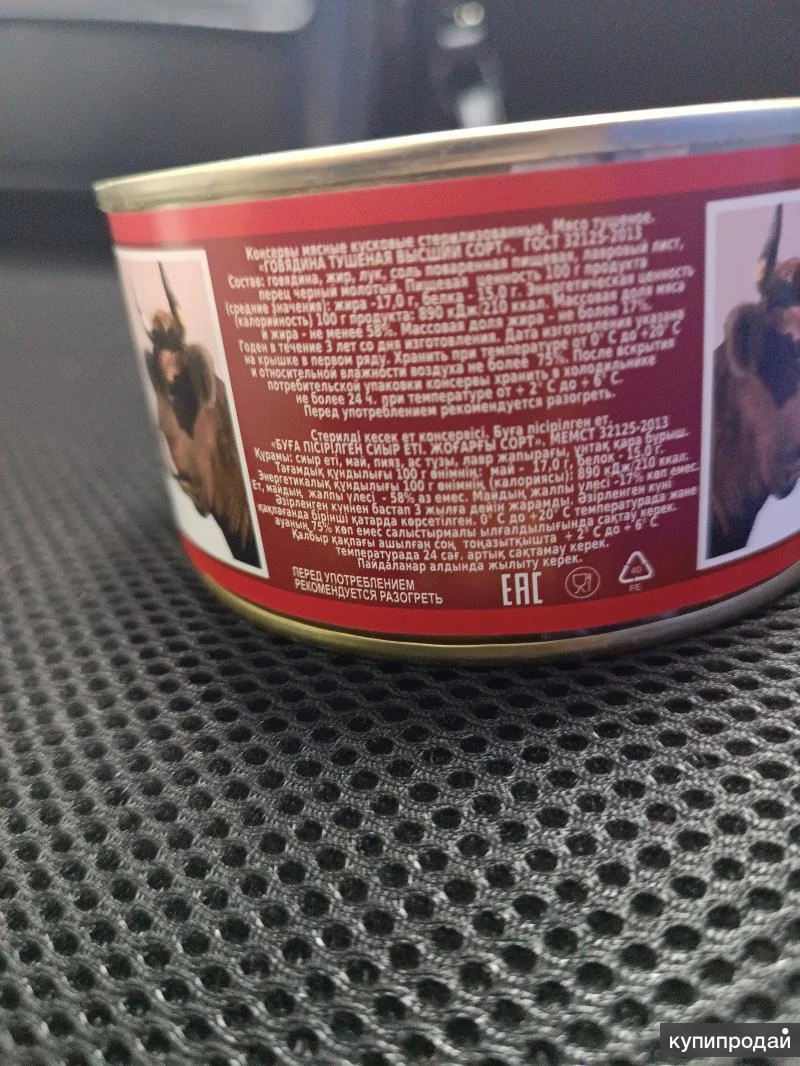 Консервы мясные кусковые стерилизованные. Мясо тушеное.
«ГОВЯДИНА ТУШЕНАЯ ВЫСШИЙ СОРТ». ГОСТ 32125-2013
Состав: говядина, жир, лук, соль поваренная пищевая, лавровый лист,
перец черный молотый. Пищевая ценность 100 г продукта
(средние значения): жира -17,0 г, белка - 15,0 г. Энергетическая ценность
(калорийность) 100 г продукта: 890 кДж/210 ккал. Массовая доля мяса
и жира - не менее 58%. Массовая доля жира - не более 17%.
Годен в течение 3 лет со дня изготовления. Дата изготовления указана
на крышке в первом ряду. Хранить при температуре от 0° С до +20° С
и относительной влажности воздуха не более 75%. После вскрытия
потребительской упаковки консервы хранить в холодильнике
не более 24 ч. при температуре от + 2° С до + 6° С.
Перед употреблением рекомендуется разогреть.
Стерилді кесек ет консервісі. Буға пісірілген ет.
«БУҒА ПІСІРІЛГЕН СИЫР ЕТІ. ЖОҒАРҒЫ СОРТ». МЕМСТ 32125-2013
Құрамы: сиыр еті, май, пияз, ас тузы, лавр жапырағы, ұнтақ қара бұрыш.
Тағамдық құндылығы 100 г өнімнің: май - 17,0 г, белок - 15,0 г.
Энергетикалық құндылығы 100 г өнімнің (калориясы): 890 кДж/210 ккал.
Ет, майдың жалпы үлесі - 58% аз емес. Майдың жалпы үлесі -17% көп емес.
Әзірленген күннен бастап 3 жылға дейін жарамды. Әзірленген күні
қақпағында бірінші қатарда көрсетілген. 0° С до +20° С температурада және
ауаның 75% көп емес салыстырмалы ылғалдылығында сақтау керек.
Қалбыр қақпағы ашылған соң тоңазытқышта + 2° С до + 6° С
температурада 24 сағ. артық сақтамау керек.
Пайдаланар алдында жылыту керек.
ПЕРЕД УПОТРЕБЛЕНИЕМ
РЕКОМЕНДУЕТСЯ РАЗОГРЕТЬ
EAC
40
FE
купипродай